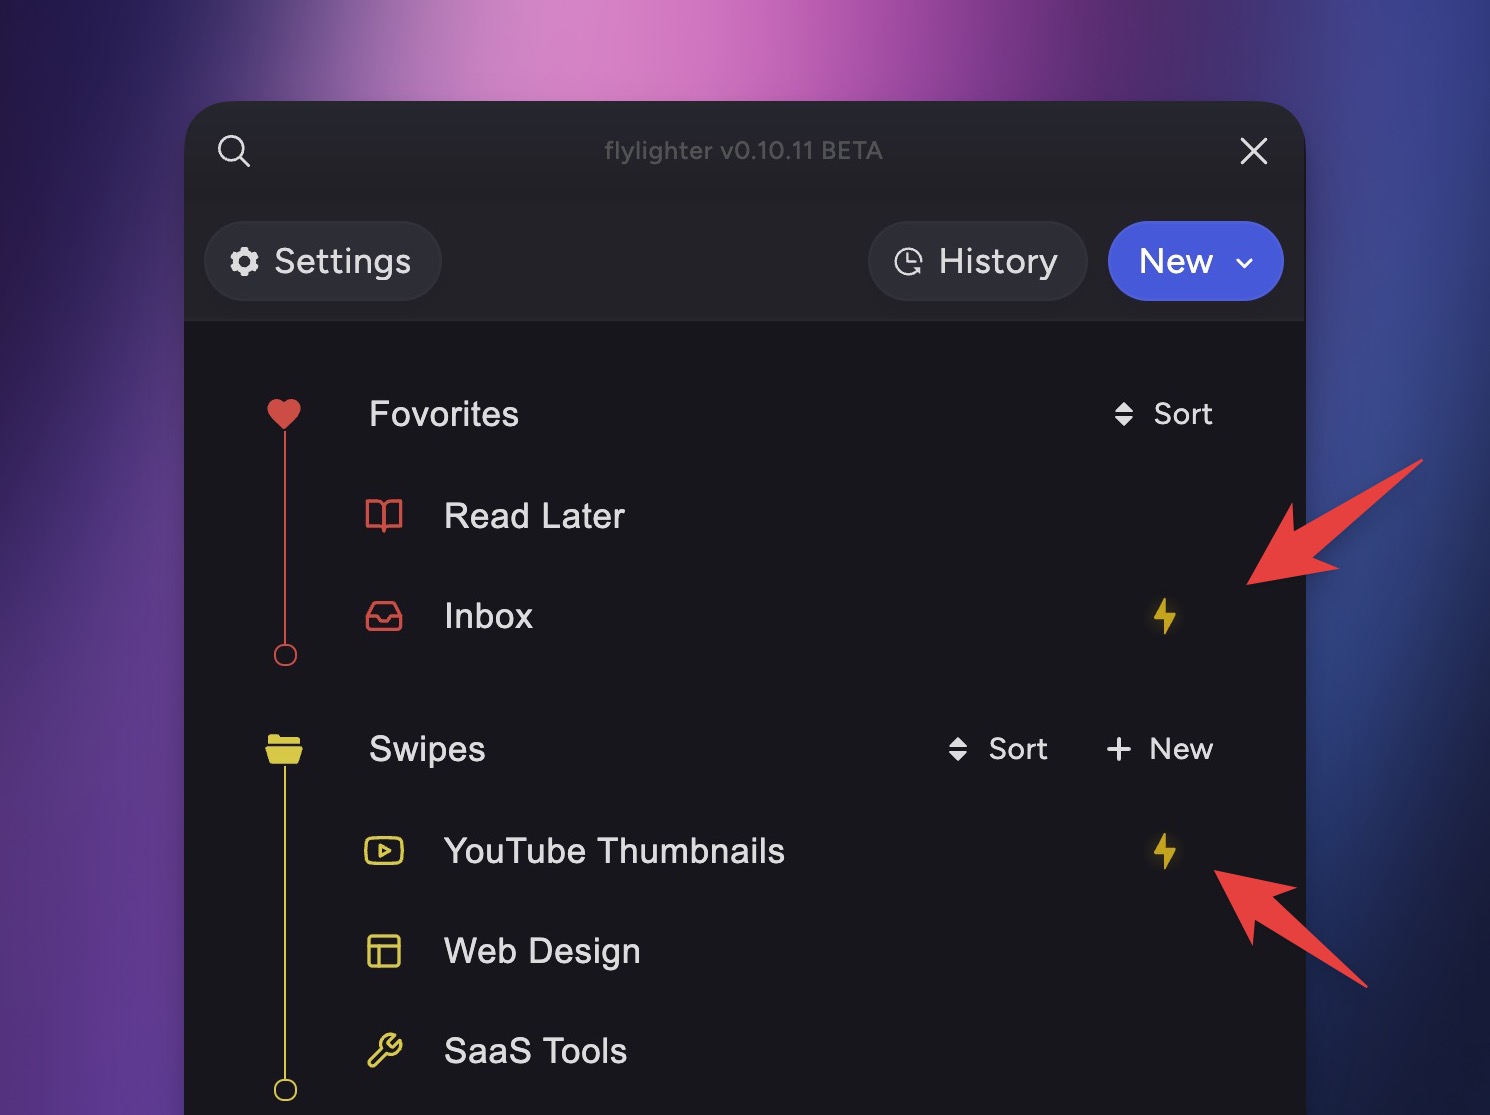 flylighter v0.10.11 BETA
Settings
History
New
Fovorites
Sort
Read Later
Inbox
Swipes
Sort
New
YouTube Thumbnails
Web Design
SaaS Tools